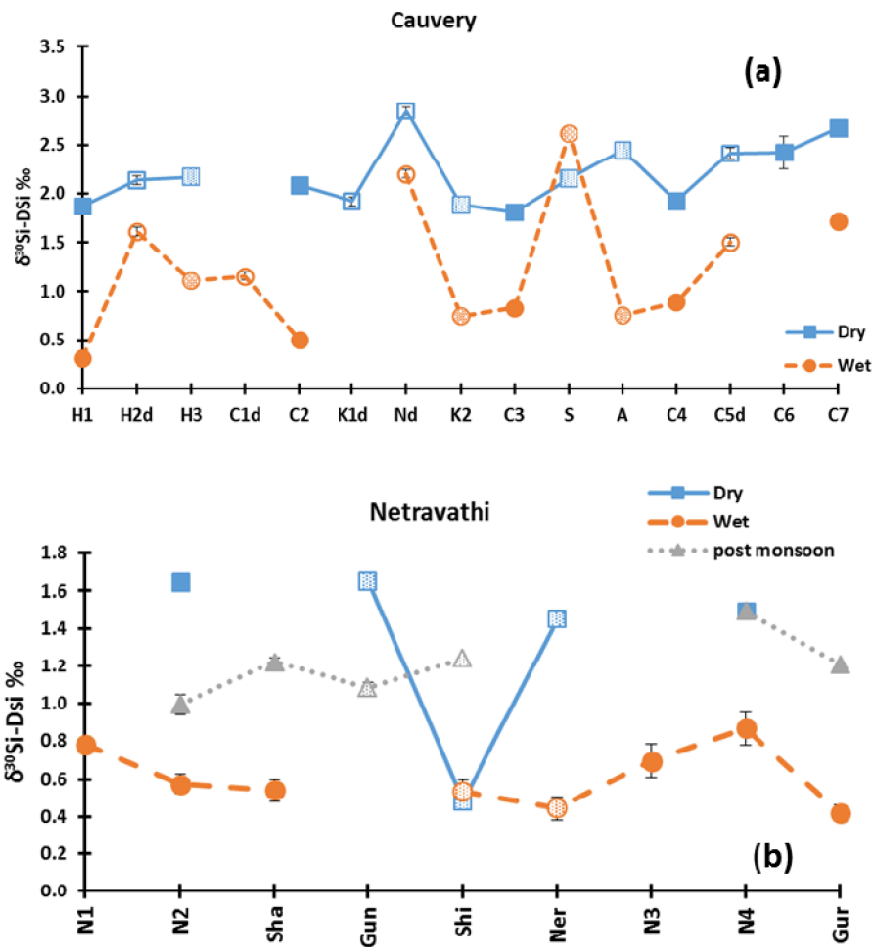 Cauvery
(a)
3.5
3.0
2.5
2.0
1.5
1.0
0.5
0.0
δ³⁰Si-DSi ‰
Dry
Wet
H1 H2d H3 C1d C2 K1d Nd K2 C3 S A C4 C5d C6 C7
Netravathi
Dry
Wet
post monsoon
1.8
1.6
1.4
1.2
1.0
0.8
0.6
0.4
0.2
0.0
δ³⁰Si-Dsi ‰
(b)
N1 N2 Sha Gun Shi Ner N3 N4 Gur